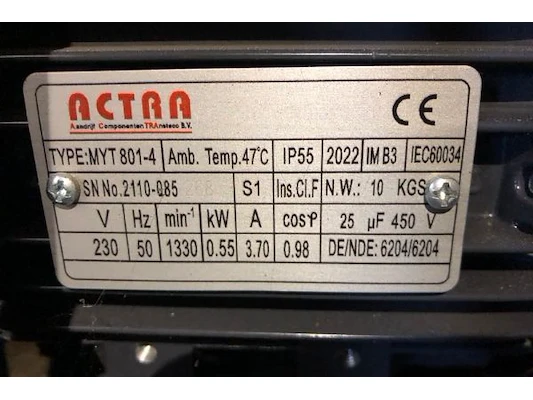 ACTRA
Aandrijf Componenten TRAnsteco B.V.
CE
TYPE:MYT 801-4 Amb. Temp.47°C IP55 2022 IM B3 IEC60034
SN No.2110-085 S1 Ins.Cl.F N.W.: 10 KGS
V Hz min⁻¹ kW A cosφ 25 µF 450 V
230 50 1330 0.55 3.70 0.98 DE/NDE: 6204/6204